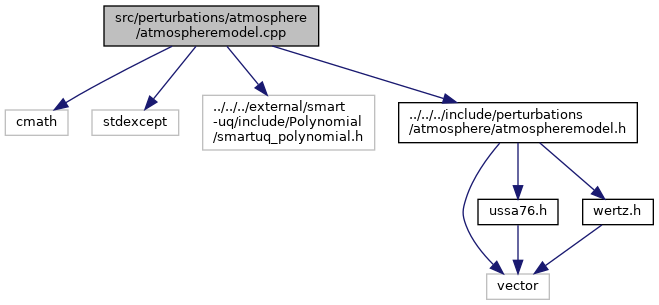 src/perturbations/atmosphere
/atmospheremodel.cpp
cmath
stdexcept
../../../external/smart
-uq/include/Polynomial
/smartuq_polynomial.h
../../../include/perturbations
/atmosphere/atmospheremodel.h
ussa76.h
wertz.h
vector